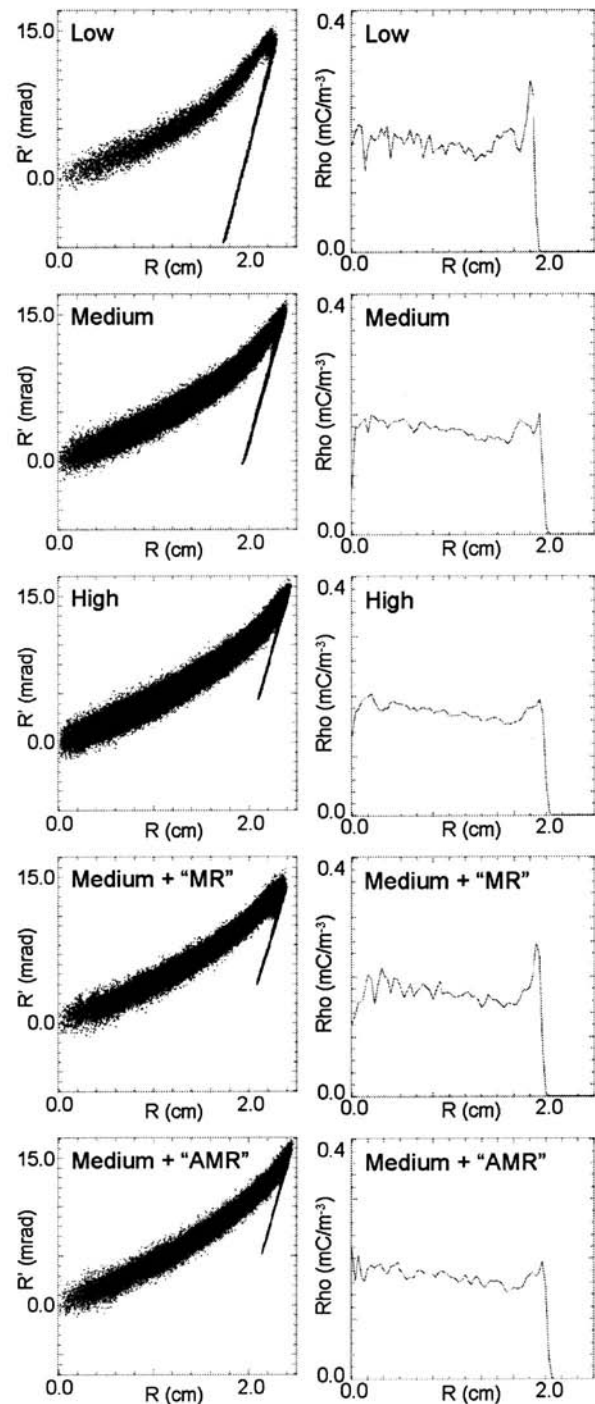 15.0 Low
R' (mrad)
0.0
0.0 R (cm) 2.0
0.4 Low
Rho (mC/m⁻³)
0.0
0.0 R (cm) 2.0
15.0 Medium
R' (mrad)
0.0
0.0 R (cm) 2.0
0.4 Medium
Rho (mC/m⁻³)
0.0
0.0 R (cm) 2.0
15.0 High
R' (mrad)
0.0
0.0 R (cm) 2.0
0.4 High
Rho (mC/m⁻³)
0.0
0.0 R (cm) 2.0
15.0 Medium + “MR”
R' (mrad)
0.0
0.0 R (cm) 2.0
0.4 Medium + “MR”
Rho (mC/m⁻³)
0.0
0.0 R (cm) 2.0
15.0 Medium + “AMR”
R' (mrad)
0.0
0.0 R (cm) 2.0
0.4 Medium + “AMR”
Rho (mC/m⁻³)
0.0
0.0 R (cm) 2.0